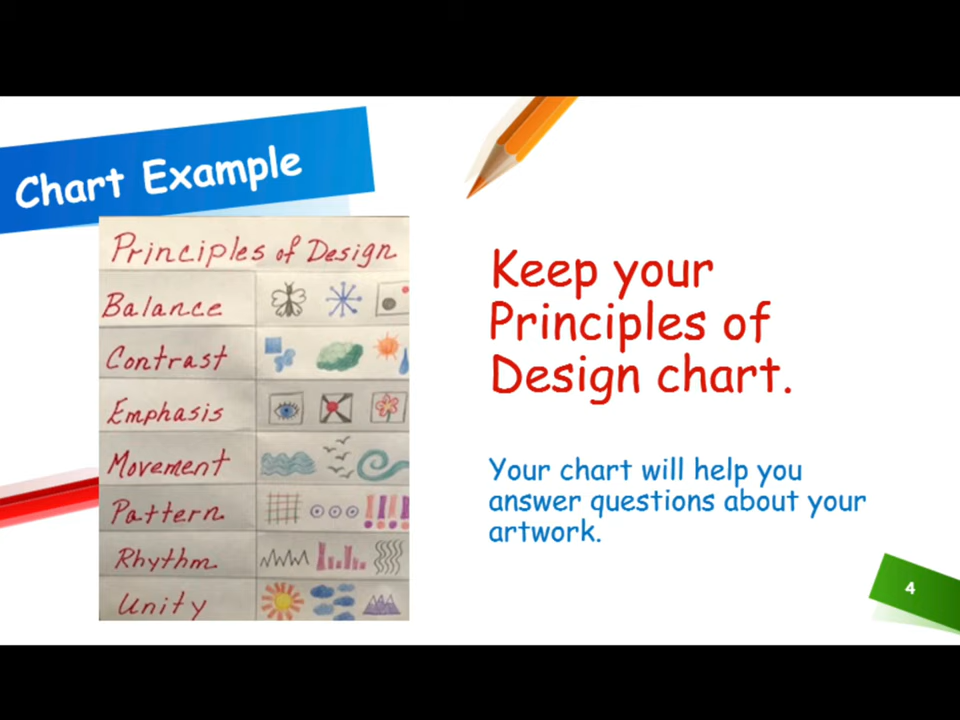 Chart Example
Principles of Design
Balance
Contrast
Emphasis
Movement
Pattern
Rhythm
Unity
Keep your
Principles of
Design chart.
Your chart will help you
answer questions about your
artwork.
4